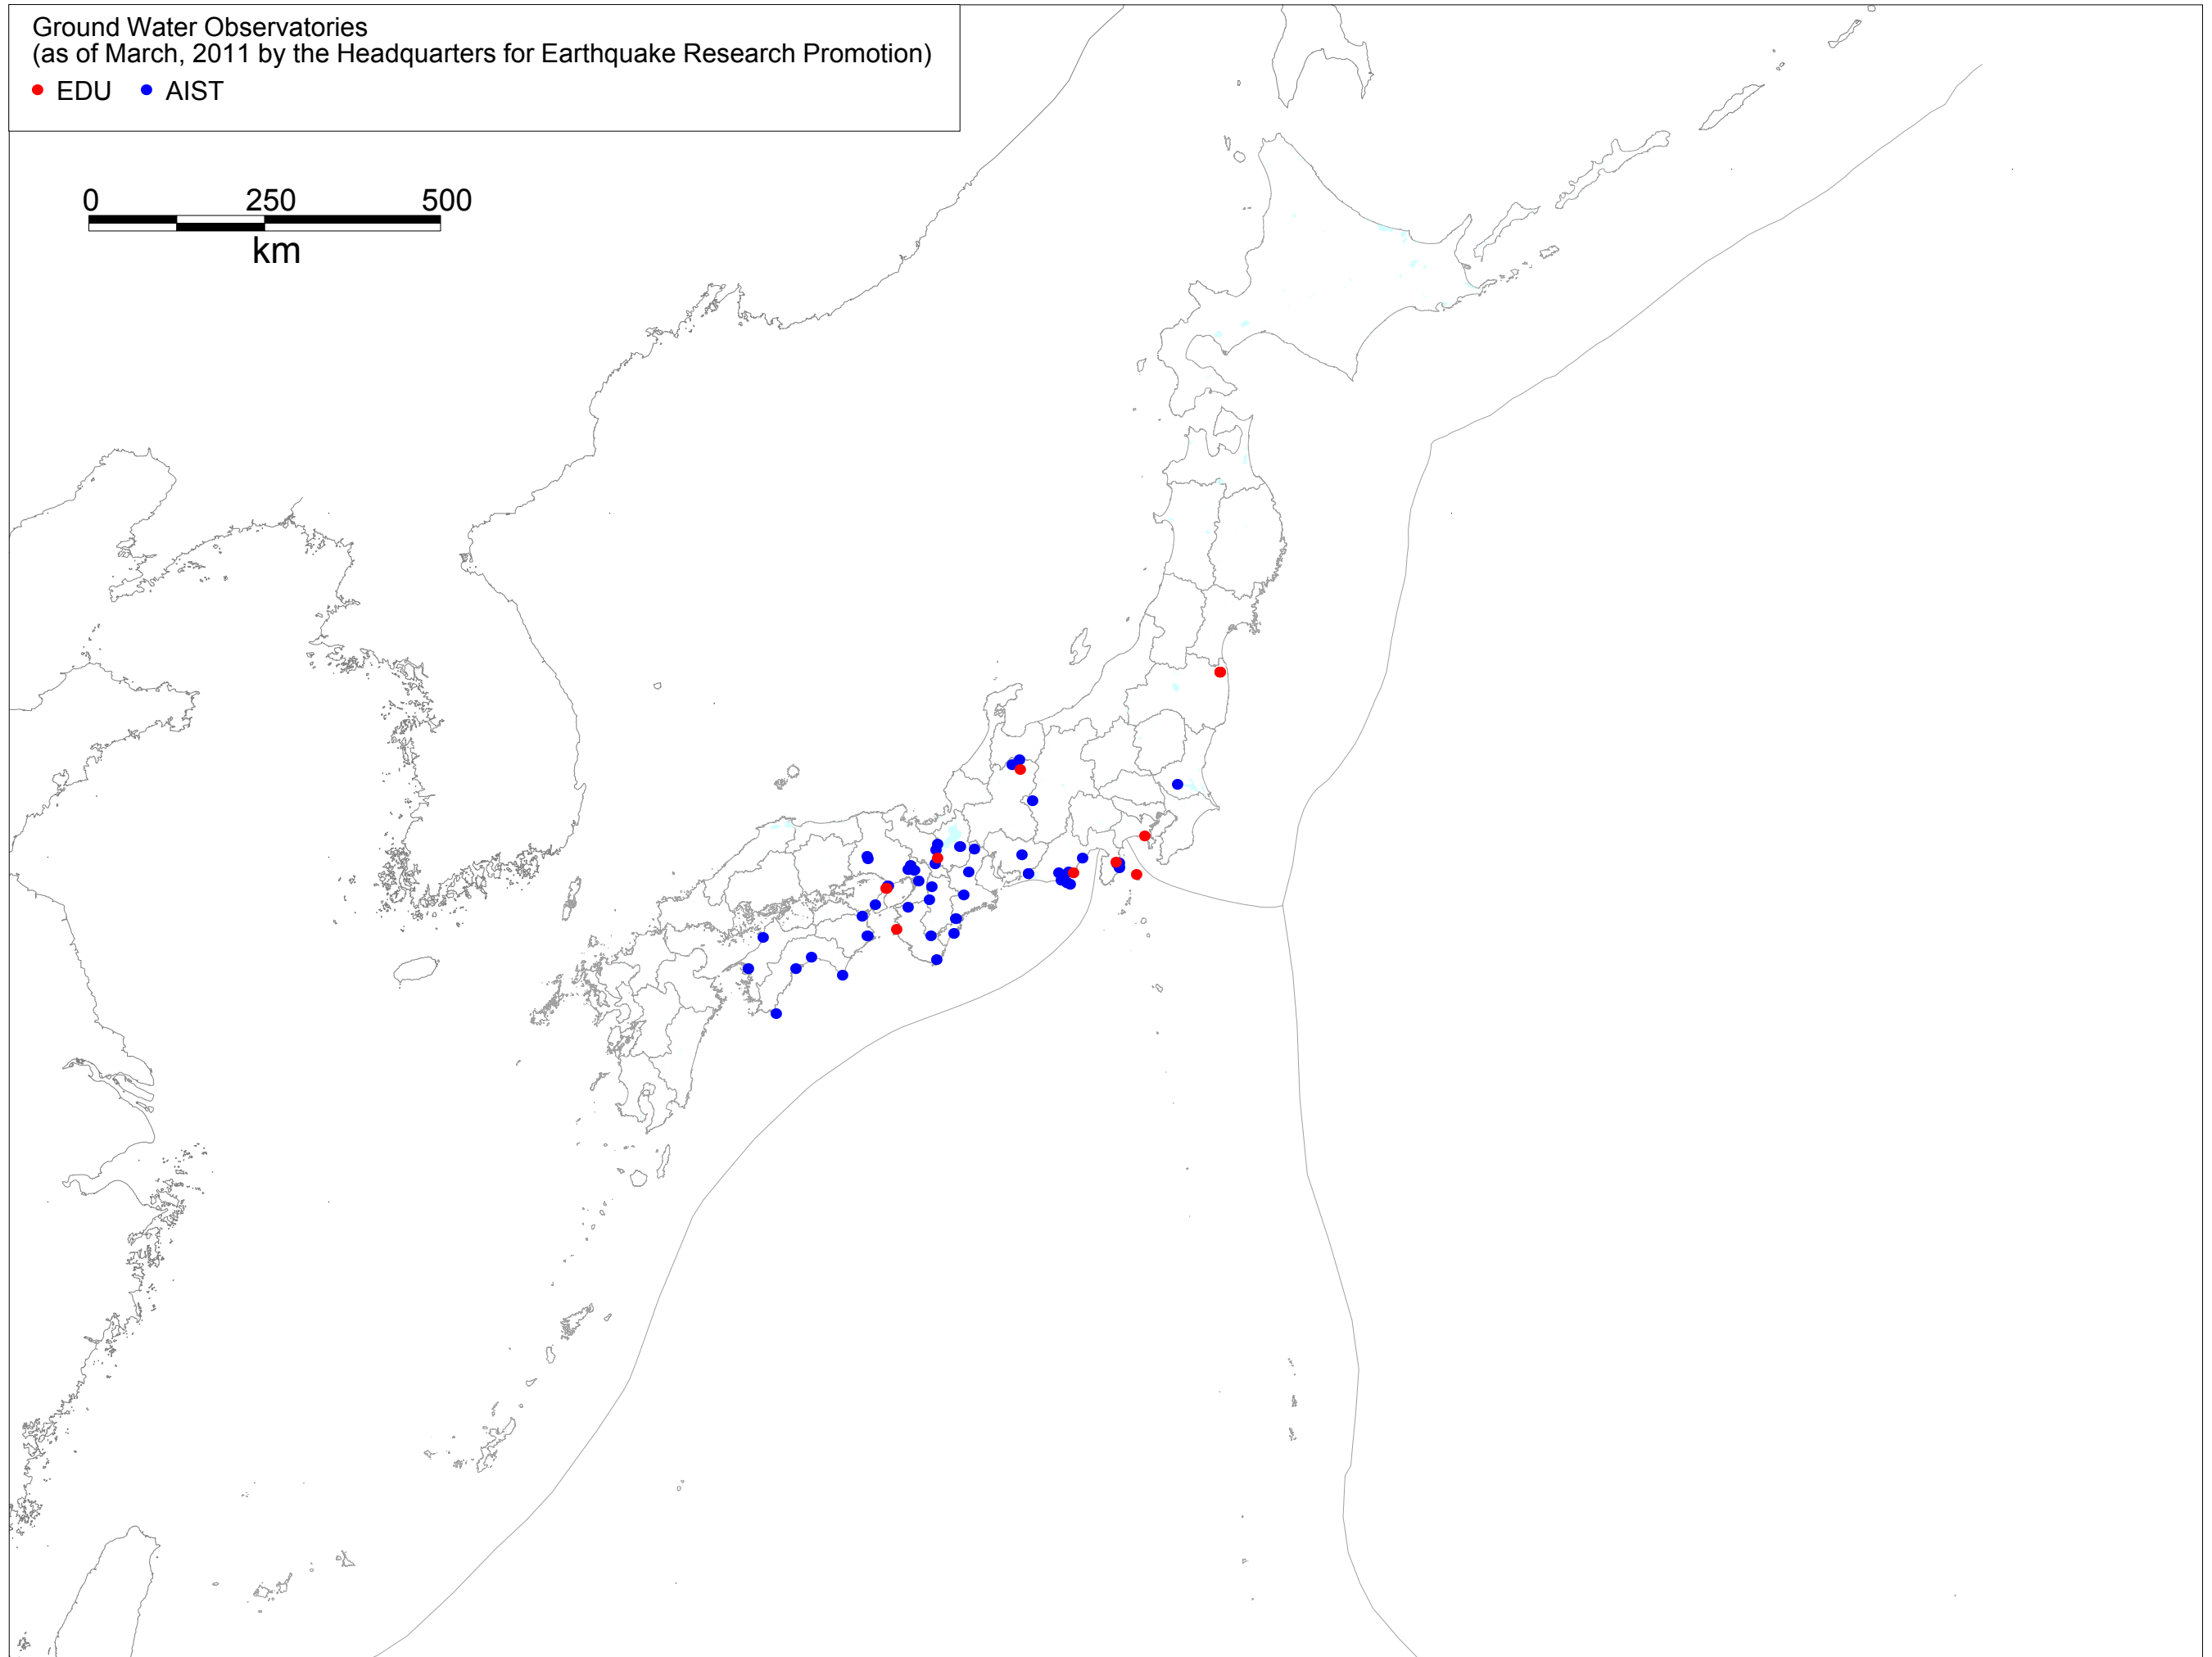 Ground Water Observatories
(as of March, 2011 by the Headquarters for Earthquake Research Promotion)
EDU AIST
0 250 500
km